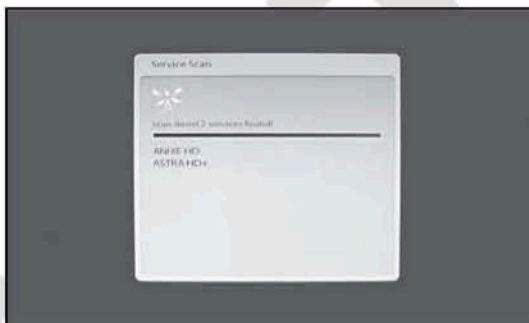 Service Scan
scan done! 2 services found!
ANIXE HD
ASTRA HD+